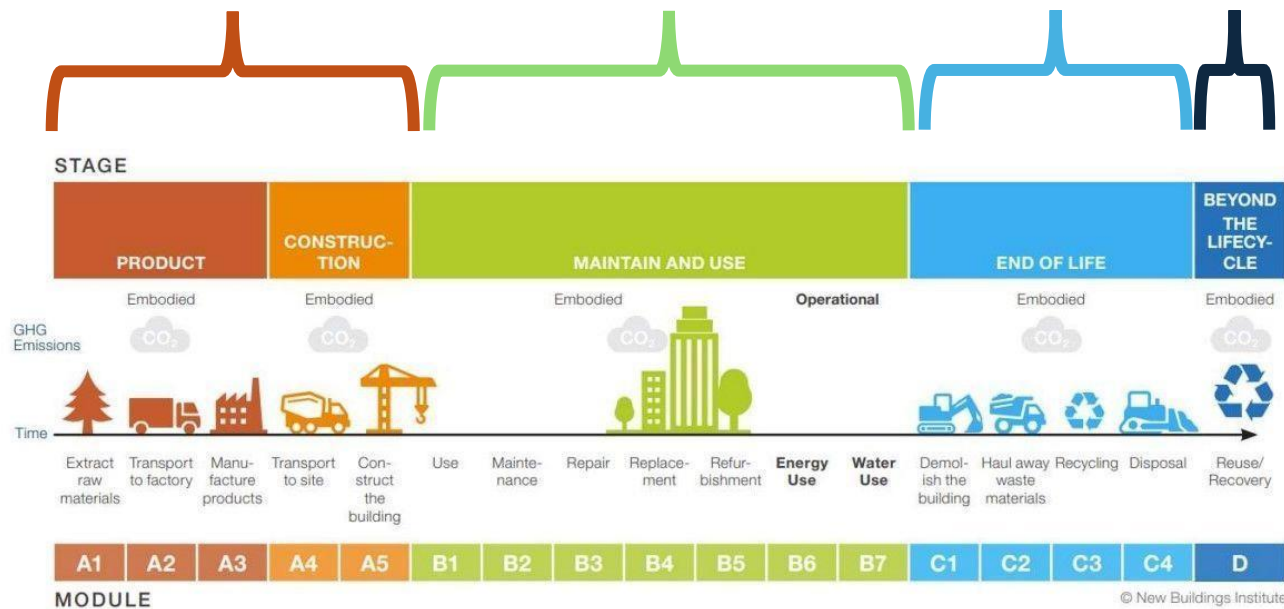 STAGE
PRODUCT
CONSTRUC-
TION
MAINTAIN AND USE
END OF LIFE
BEYOND
THE
LIFECY-
CLE
Embodied
Embodied
Embodied
Operational
Embodied
Embodied
GHG
Emissions
CO₂
CO₂
CO₂
CO₂
CO₂
Time
Extract
raw
materials
Transport
to factory
Manu-
facture
products
Transport
to site
Con-
struct
the
building
Use
Mainte-
nance
Repair
Replace-
ment
Refur-
bishment
Energy
Use
Water
Use
Demol-
ish the
building
Haul away
waste
materials
Recycling
Disposal
Reuse/
Recovery
A1 A2 A3 A4 A5 B1 B2 B3 B4 B5 B6 B7 C1 C2 C3 C4 D
MODULE
© New Buildings Institute